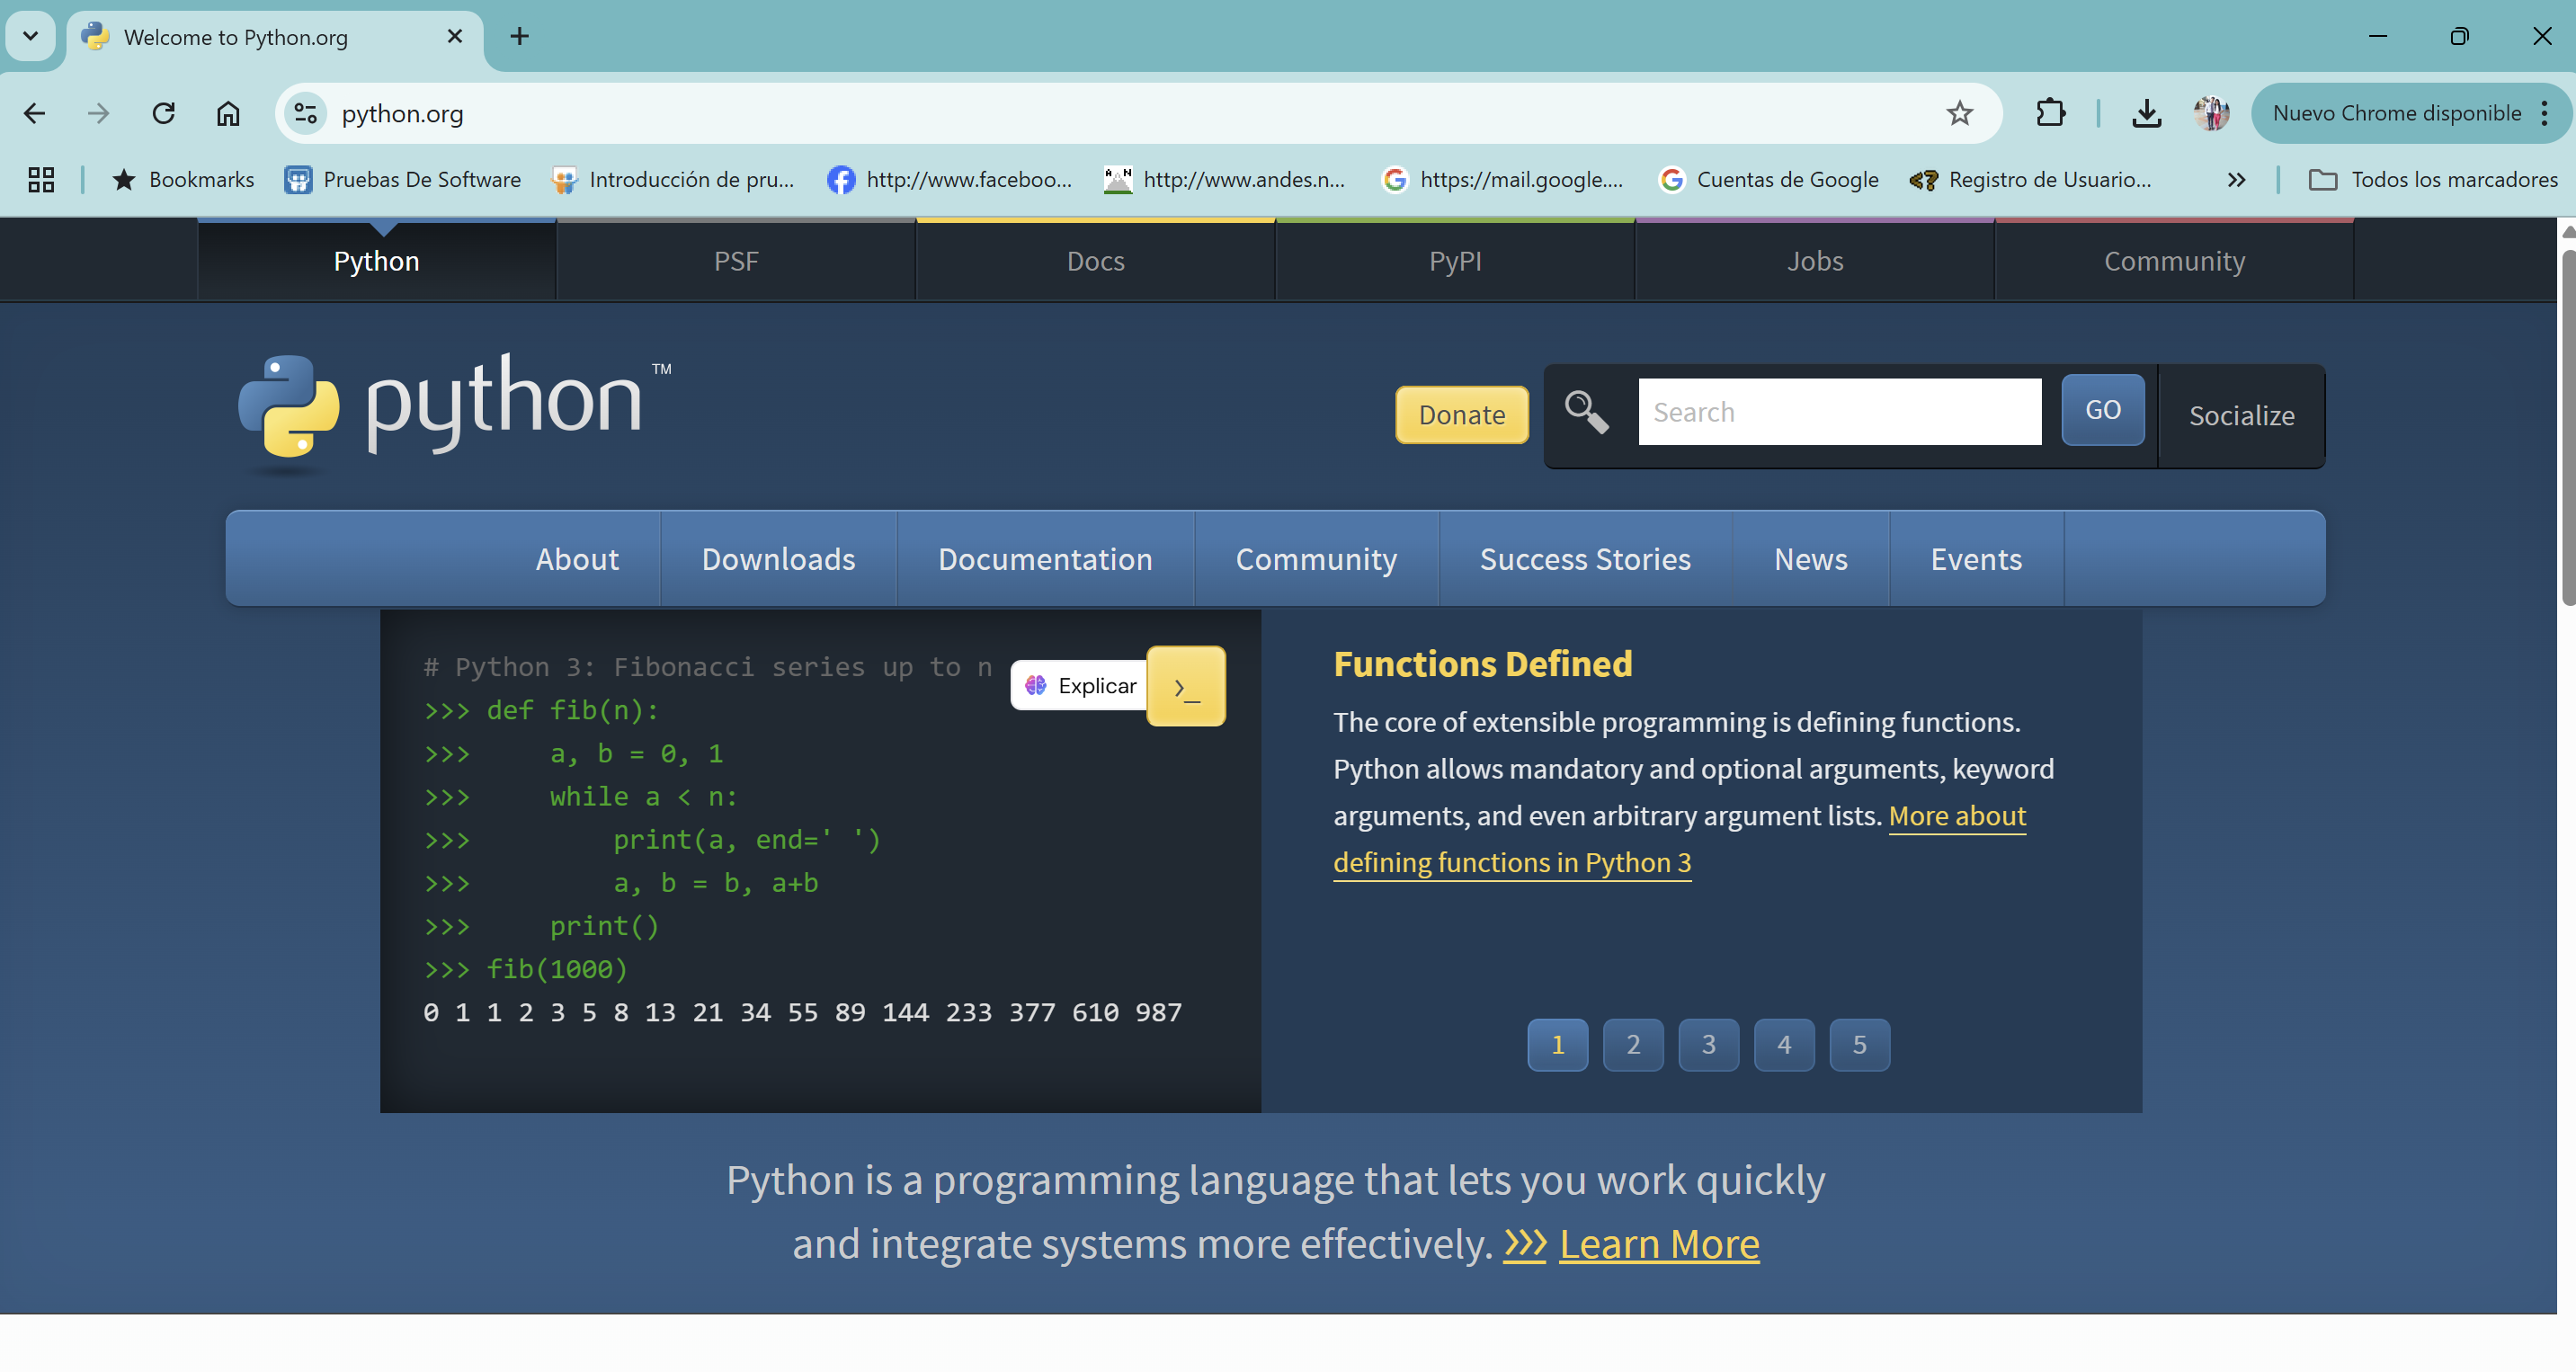 Welcome to Python.org
python.org
Nuevo Chrome disponible
Bookmarks Pruebas De Software Introducción de pru... http://www.faceboo... http://www.andes.n... https://mail.google.... Cuentas de Google Registro de Usuario... Todos los marcadores
Python PSF Docs PyPI Jobs Community
python TM
Donate Search GO Socialize
About Downloads Documentation Community Success Stories News Events
# Python 3: Fibonacci series up to n
Explicar >_
>>> def fib(n):
>>>     a, b = 0, 1
>>>     while a < n:
>>>         print(a, end=' ')
>>>         a, b = b, a+b
>>>     print()
>>> fib(1000)
0 1 1 2 3 5 8 13 21 34 55 89 144 233 377 610 987
Functions Defined
The core of extensible programming is defining functions.
Python allows mandatory and optional arguments, keyword
arguments, and even arbitrary argument lists. More about
defining functions in Python 3
1 2 3 4 5
Python is a programming language that lets you work quickly
and integrate systems more effectively. >>> Learn More